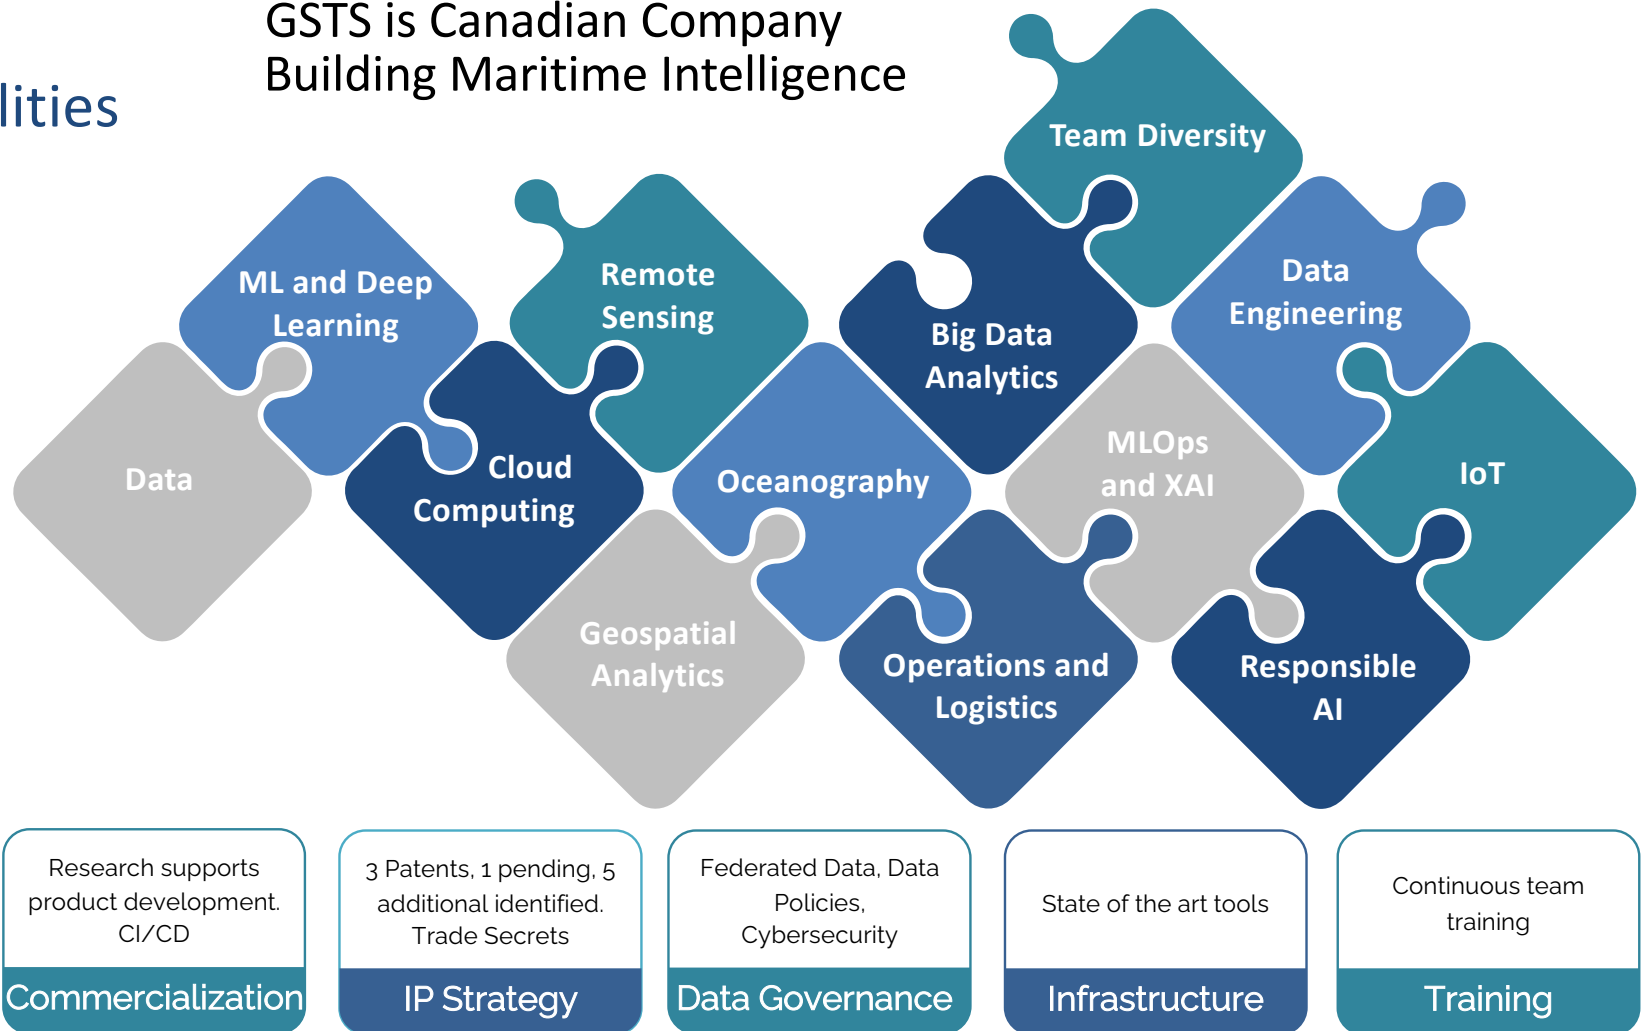 GSTS is Canadian Company
Building Maritime Intelligence
lities
Team Diversity
ML and Deep
Learning
Remote
Sensing
Big Data
Analytics
Data
Engineering
Data
Cloud
Computing
Oceanography
MLOps
and XAI
IoT
Geospatial
Analytics
Operations and
Logistics
Responsible
AI
Research supports
product development.
CI/CD
Commercialization
3 Patents, 1 pending, 5
additional identified.
Trade Secrets
IP Strategy
Federated Data, Data
Policies,
Cybersecurity
Data Governance
State of the art tools
Infrastructure
Continuous team
training
Training